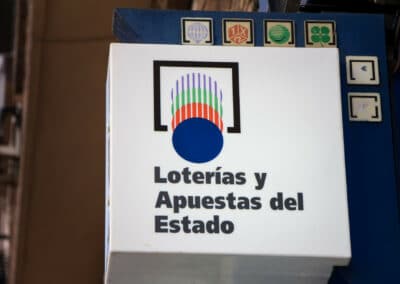 Loterías y
Apuestas del
Estado